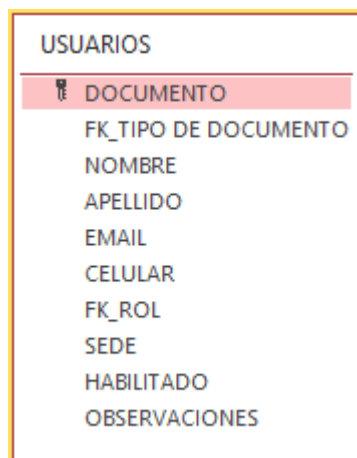 USUARIOS
DOCUMENTO
FK_TIPO DE DOCUMENTO
NOMBRE
APELLIDO
EMAIL
CELULAR
FK_ROL
SEDE
HABILITADO
OBSERVACIONES